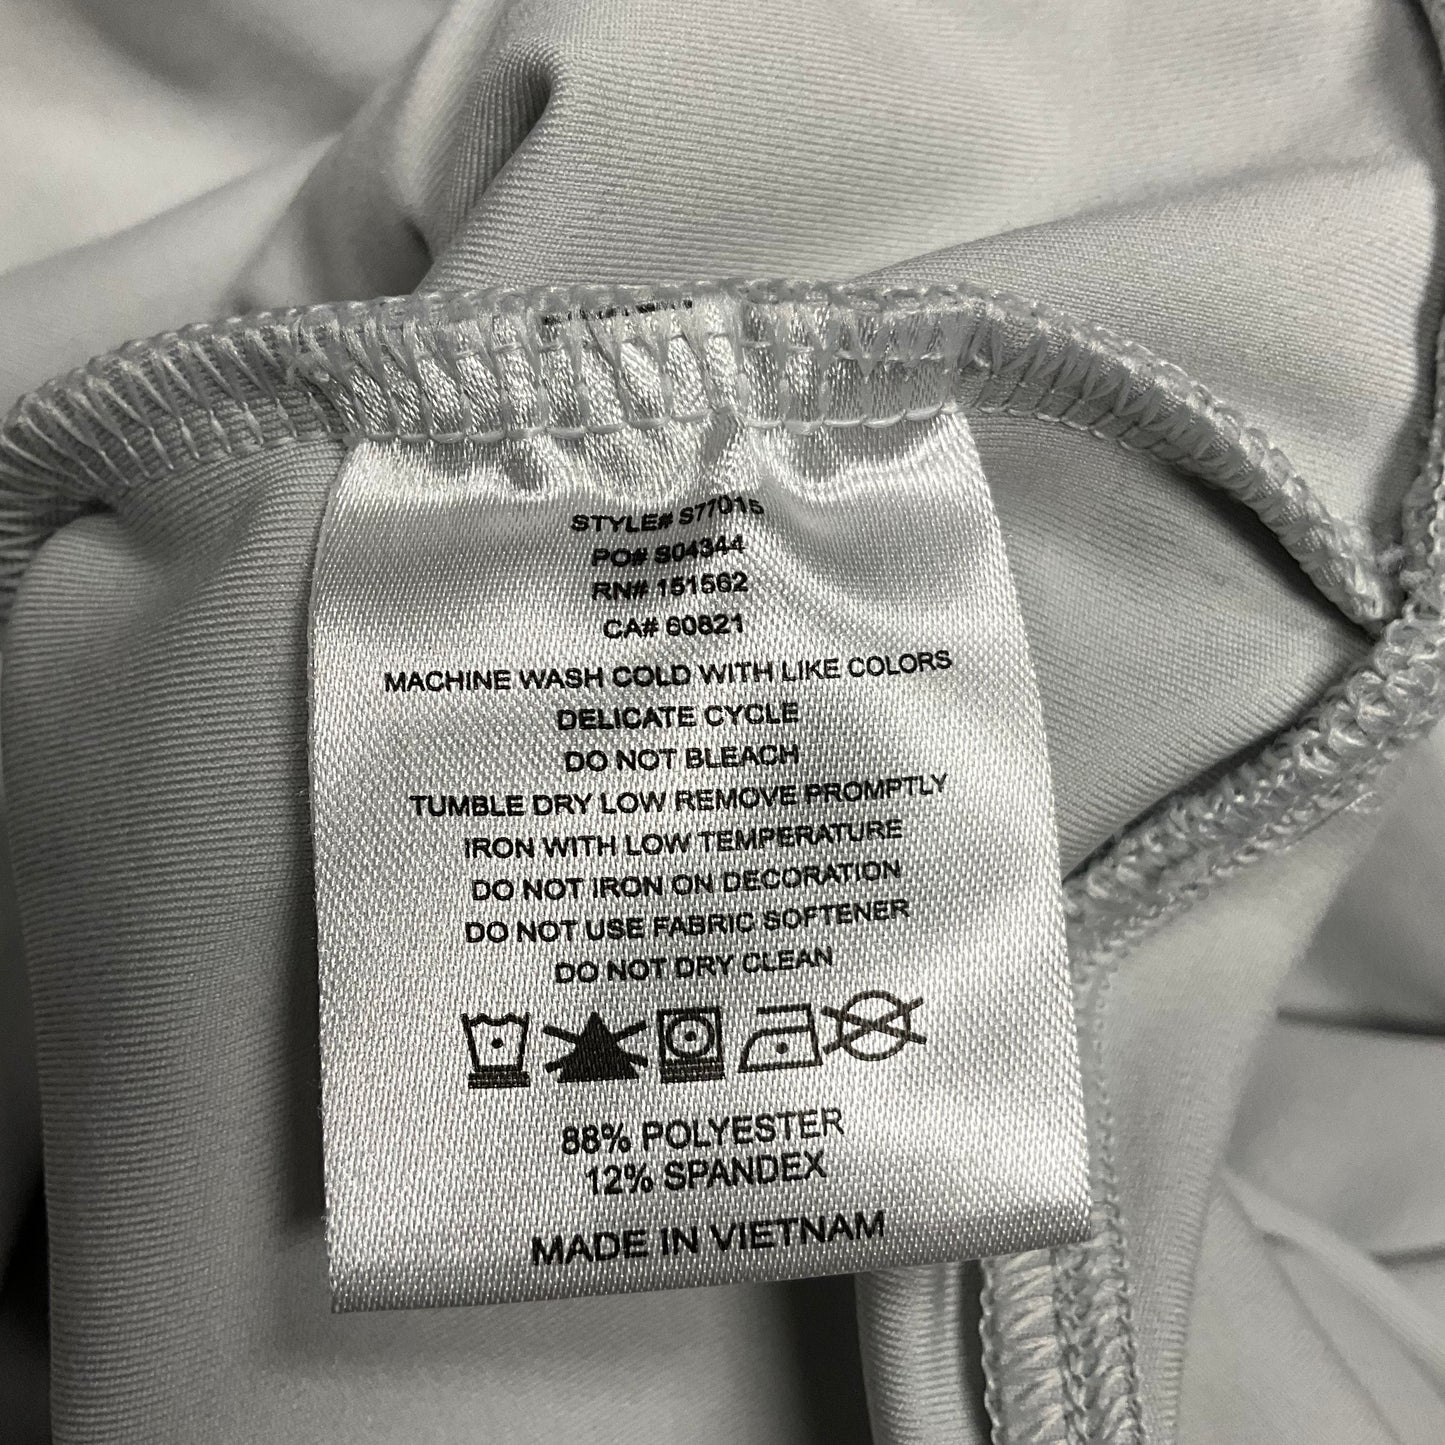 STYLE# S77015
PO# S04344
RN# 151562
CA# 60821
MACHINE WASH COLD WITH LIKE COLORS
DELICATE CYCLE
DO NOT BLEACH
TUMBLE DRY LOW REMOVE PROMPTLY
IRON WITH LOW TEMPERATURE
DO NOT IRON ON DECORATION
DO NOT USE FABRIC SOFTENER
DO NOT DRY CLEAN
88% POLYESTER
12% SPANDEX
MADE IN VIETNAM